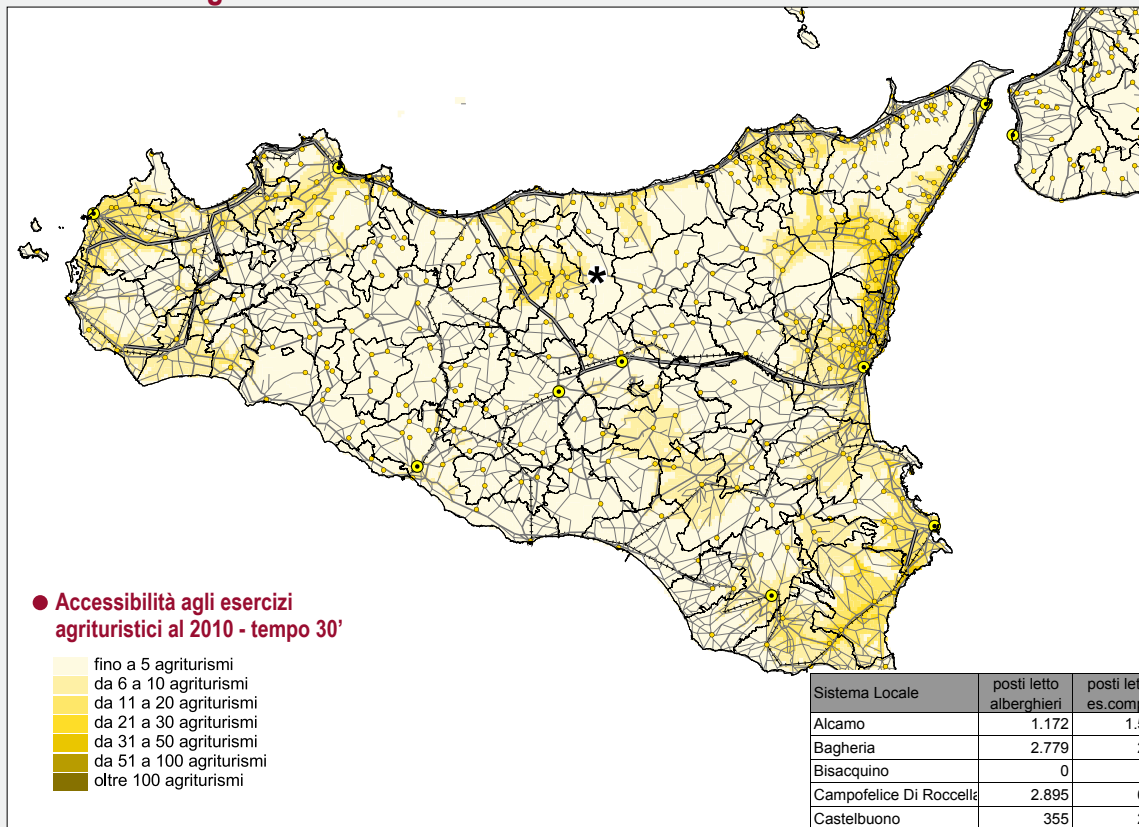 *
● Accessibilità agli esercizi
agrituristici al 2010 - tempo 30’
fino a 5 agriturismi
da 6 a 10 agriturismi
da 11 a 20 agriturismi
da 21 a 30 agriturismi
da 31 a 50 agriturismi
da 51 a 100 agriturismi
oltre 100 agriturismi
Sistema Locale posti letto alberghieri posti
Alcamo 1.172
Bagheria 2.779
Bisacquino 0
Campofelice Di Roccella 2.895
Castelbuono 355